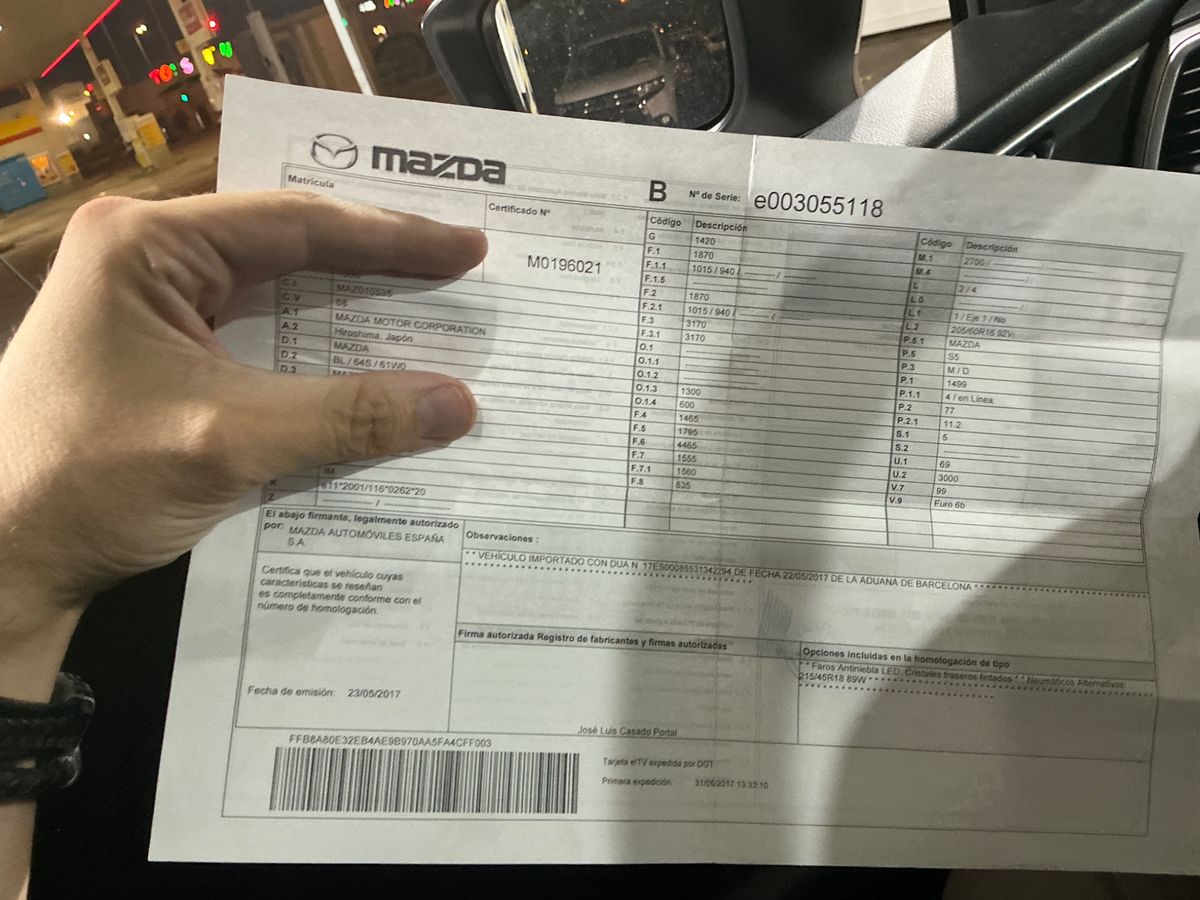 mazda
Matrícula
Certificado Nº
M0196021
B
Nº de Serie: e003055118
C.I MAZ010535
C.V 88
A.1 MAZDA MOTOR CORPORATION
A.2 Hiroshima, Japón
D.1 MAZDA
D.2 BL / 64S / 61W0
D.3
K e11*2001/116*0262*20
Z ---------- / ----------
Código Descripción
G 1420
F.1 1870
F.1.1 1015 / 940 / ---------- / ----------
F.1.5 ----------
F.2 1870
F.2.1 1015 / 940 / ---------- / ----------
F.3 3170
F.3.1 3170
O.1 ----------
O.1.1 ----------
O.1.2 ----------
O.1.3 1300
O.1.4 600
F.4 1465
F.5 1795
F.6 4465
F.7 1555
F.7.1 1560
F.8 835
Código Descripción
M.1 2700 / ----------
M.4 ----------
L 2 / 4
L.0 ----------
L.1 1 / Eje 1 / No
L.2 205/60R16 92V
P.5.1 MAZDA
P.5 S5
P.3 M / D
P.1 1499
P.1.1 4 / en Línea
P.2 77
P.2.1 11.2
S.1 5
S.2 ----------
U.1 69
U.2 3000
V.7 99
V.9 Euro 6b
El abajo firmante, legalmente autorizado
por: MAZDA AUTOMÓVILES ESPAÑA
S.A.
Certifica que el vehículo cuyas
características se reseñan
es completamente conforme con el
número de homologación.
Fecha de emisión: 23/05/2017
Observaciones :
* * VEHÍCULO IMPORTADO CON DUA N 17ES00085531342:94 DE FECHA 22/05/2017 DE LA ADUANA DE BARCELONA
Firma autorizada Registro de fabricantes y firmas autorizadas
José Luis Casado Portal
Opciones incluidas en la homologación de tipo
* * Faros Antiniebla LED. Cristales traseros tintados * * Neumáticos Alternativos
215/45R18 89W
FFB8A80E32EB4AE9B970AA5FA4CFF003
Tarjeta eITV expedida por DGT
Primera expedición: 31/05/2017 13:33:10